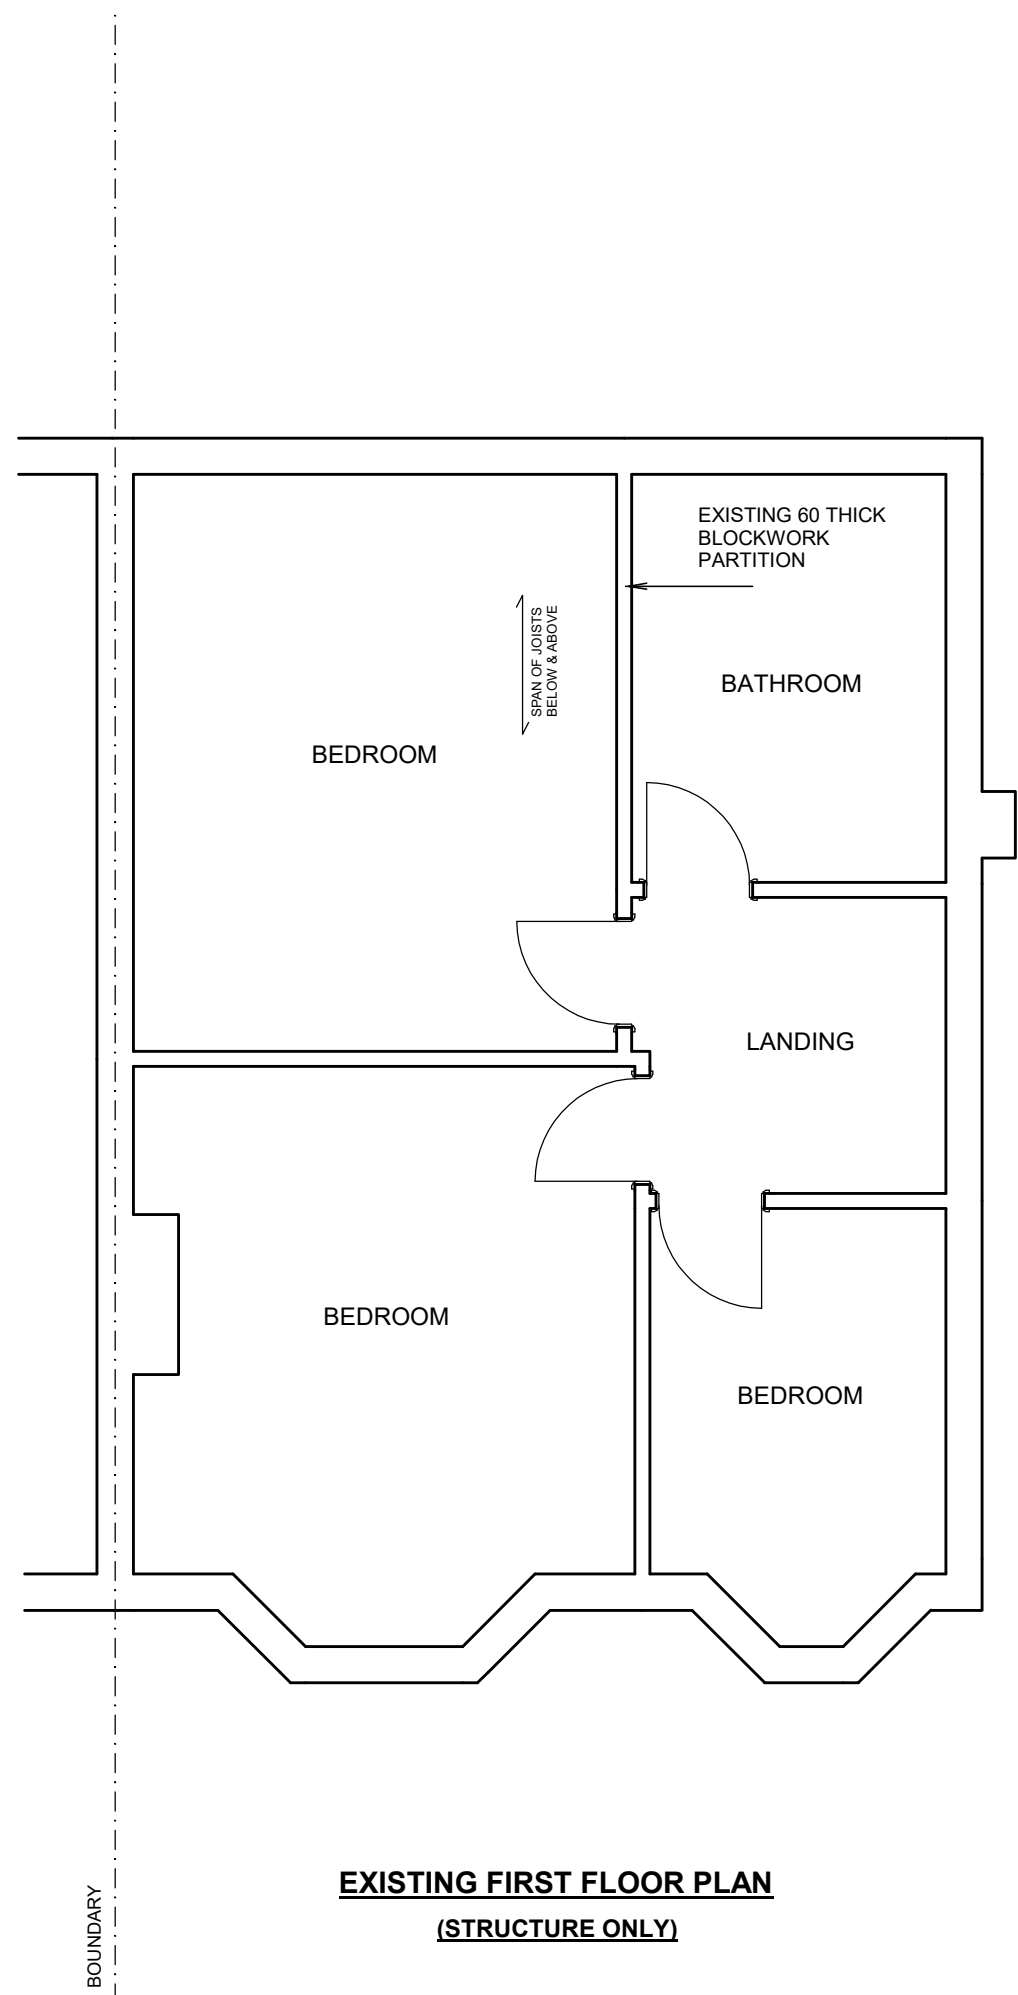 EXISTING 60 THICK
BLOCKWORK
PARTITION
SPAN OF JOISTS
BELOW & ABOVE
BATHROOM
BEDROOM
LANDING
BEDROOM
BEDROOM
EXISTING FIRST FLOOR PLAN
(STRUCTURE ONLY)
BOUNDARY